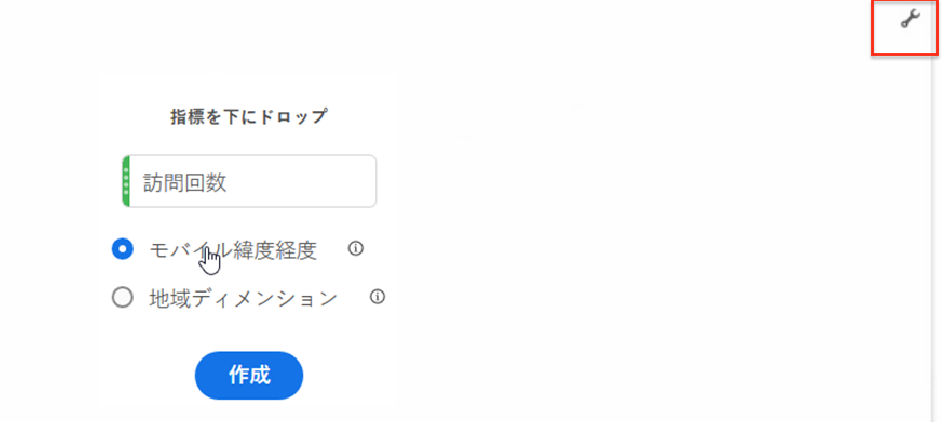 指標を下にドロップ
訪問回数
モバイル緯度経度
地域ディメンション
作成